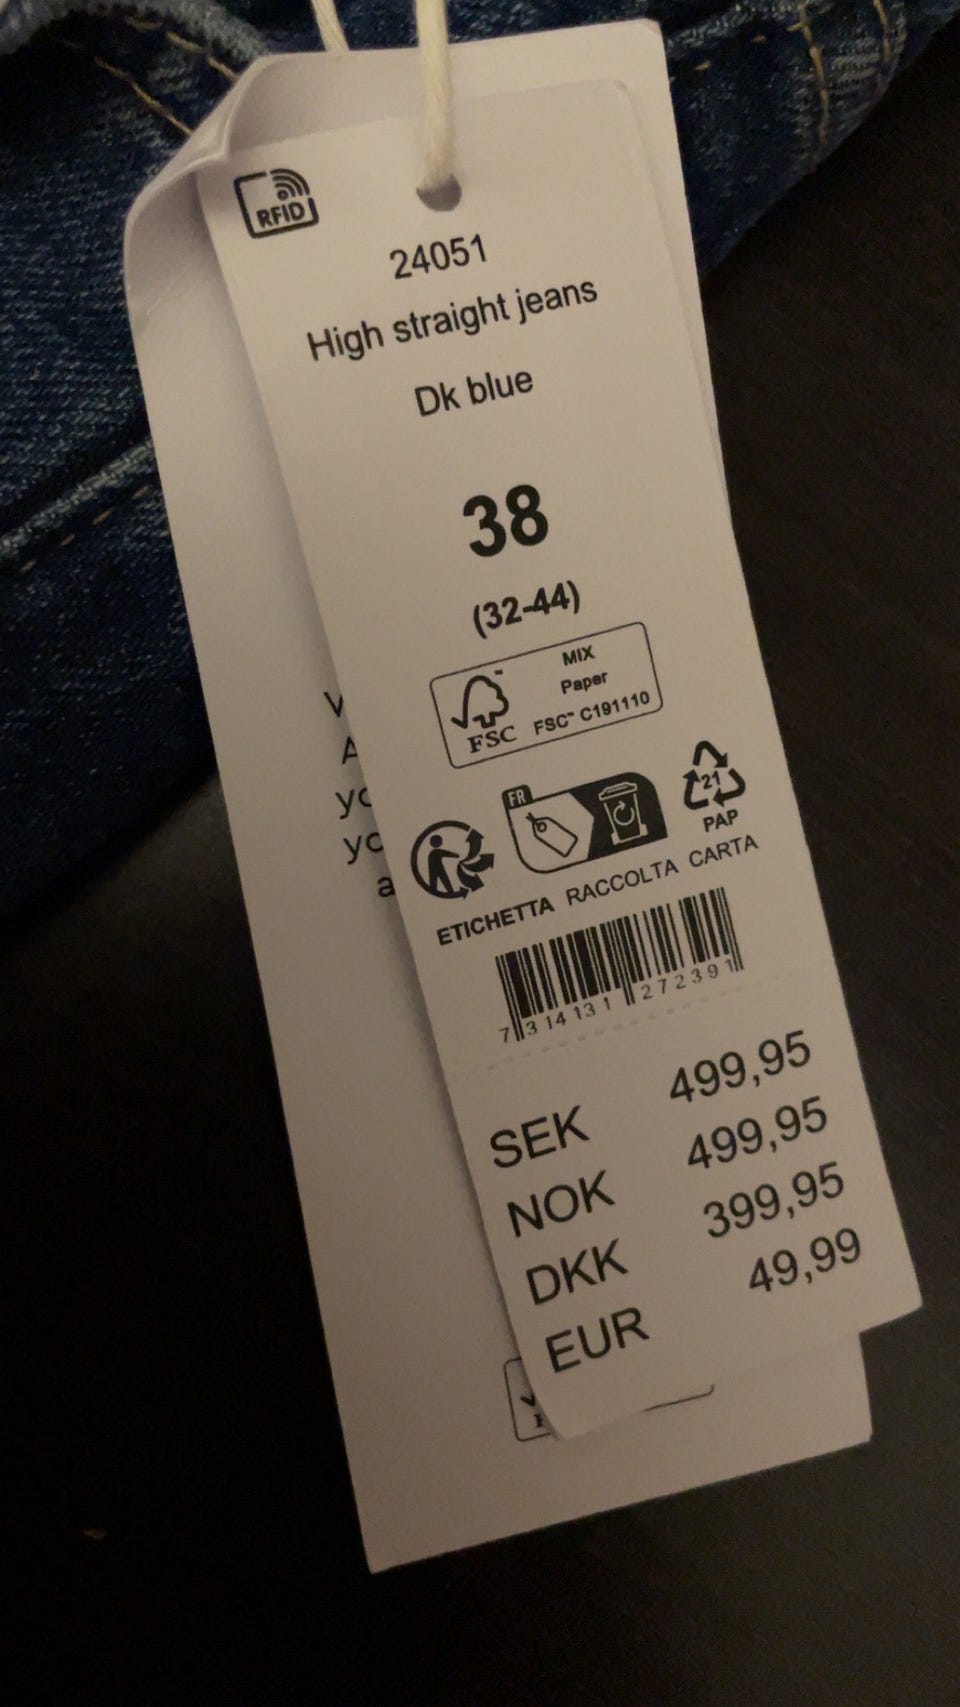 RFID
24051
High straight jeans
Dk blue
38
(32-44)
MIX
Paper
FSC™ C191110
FSC
FR
21
PAP
ETICHETTA RACCOLTA CARTA
7 314131 272391
SEK 499,95
NOK 499,95
DKK 399,95
EUR 49,99